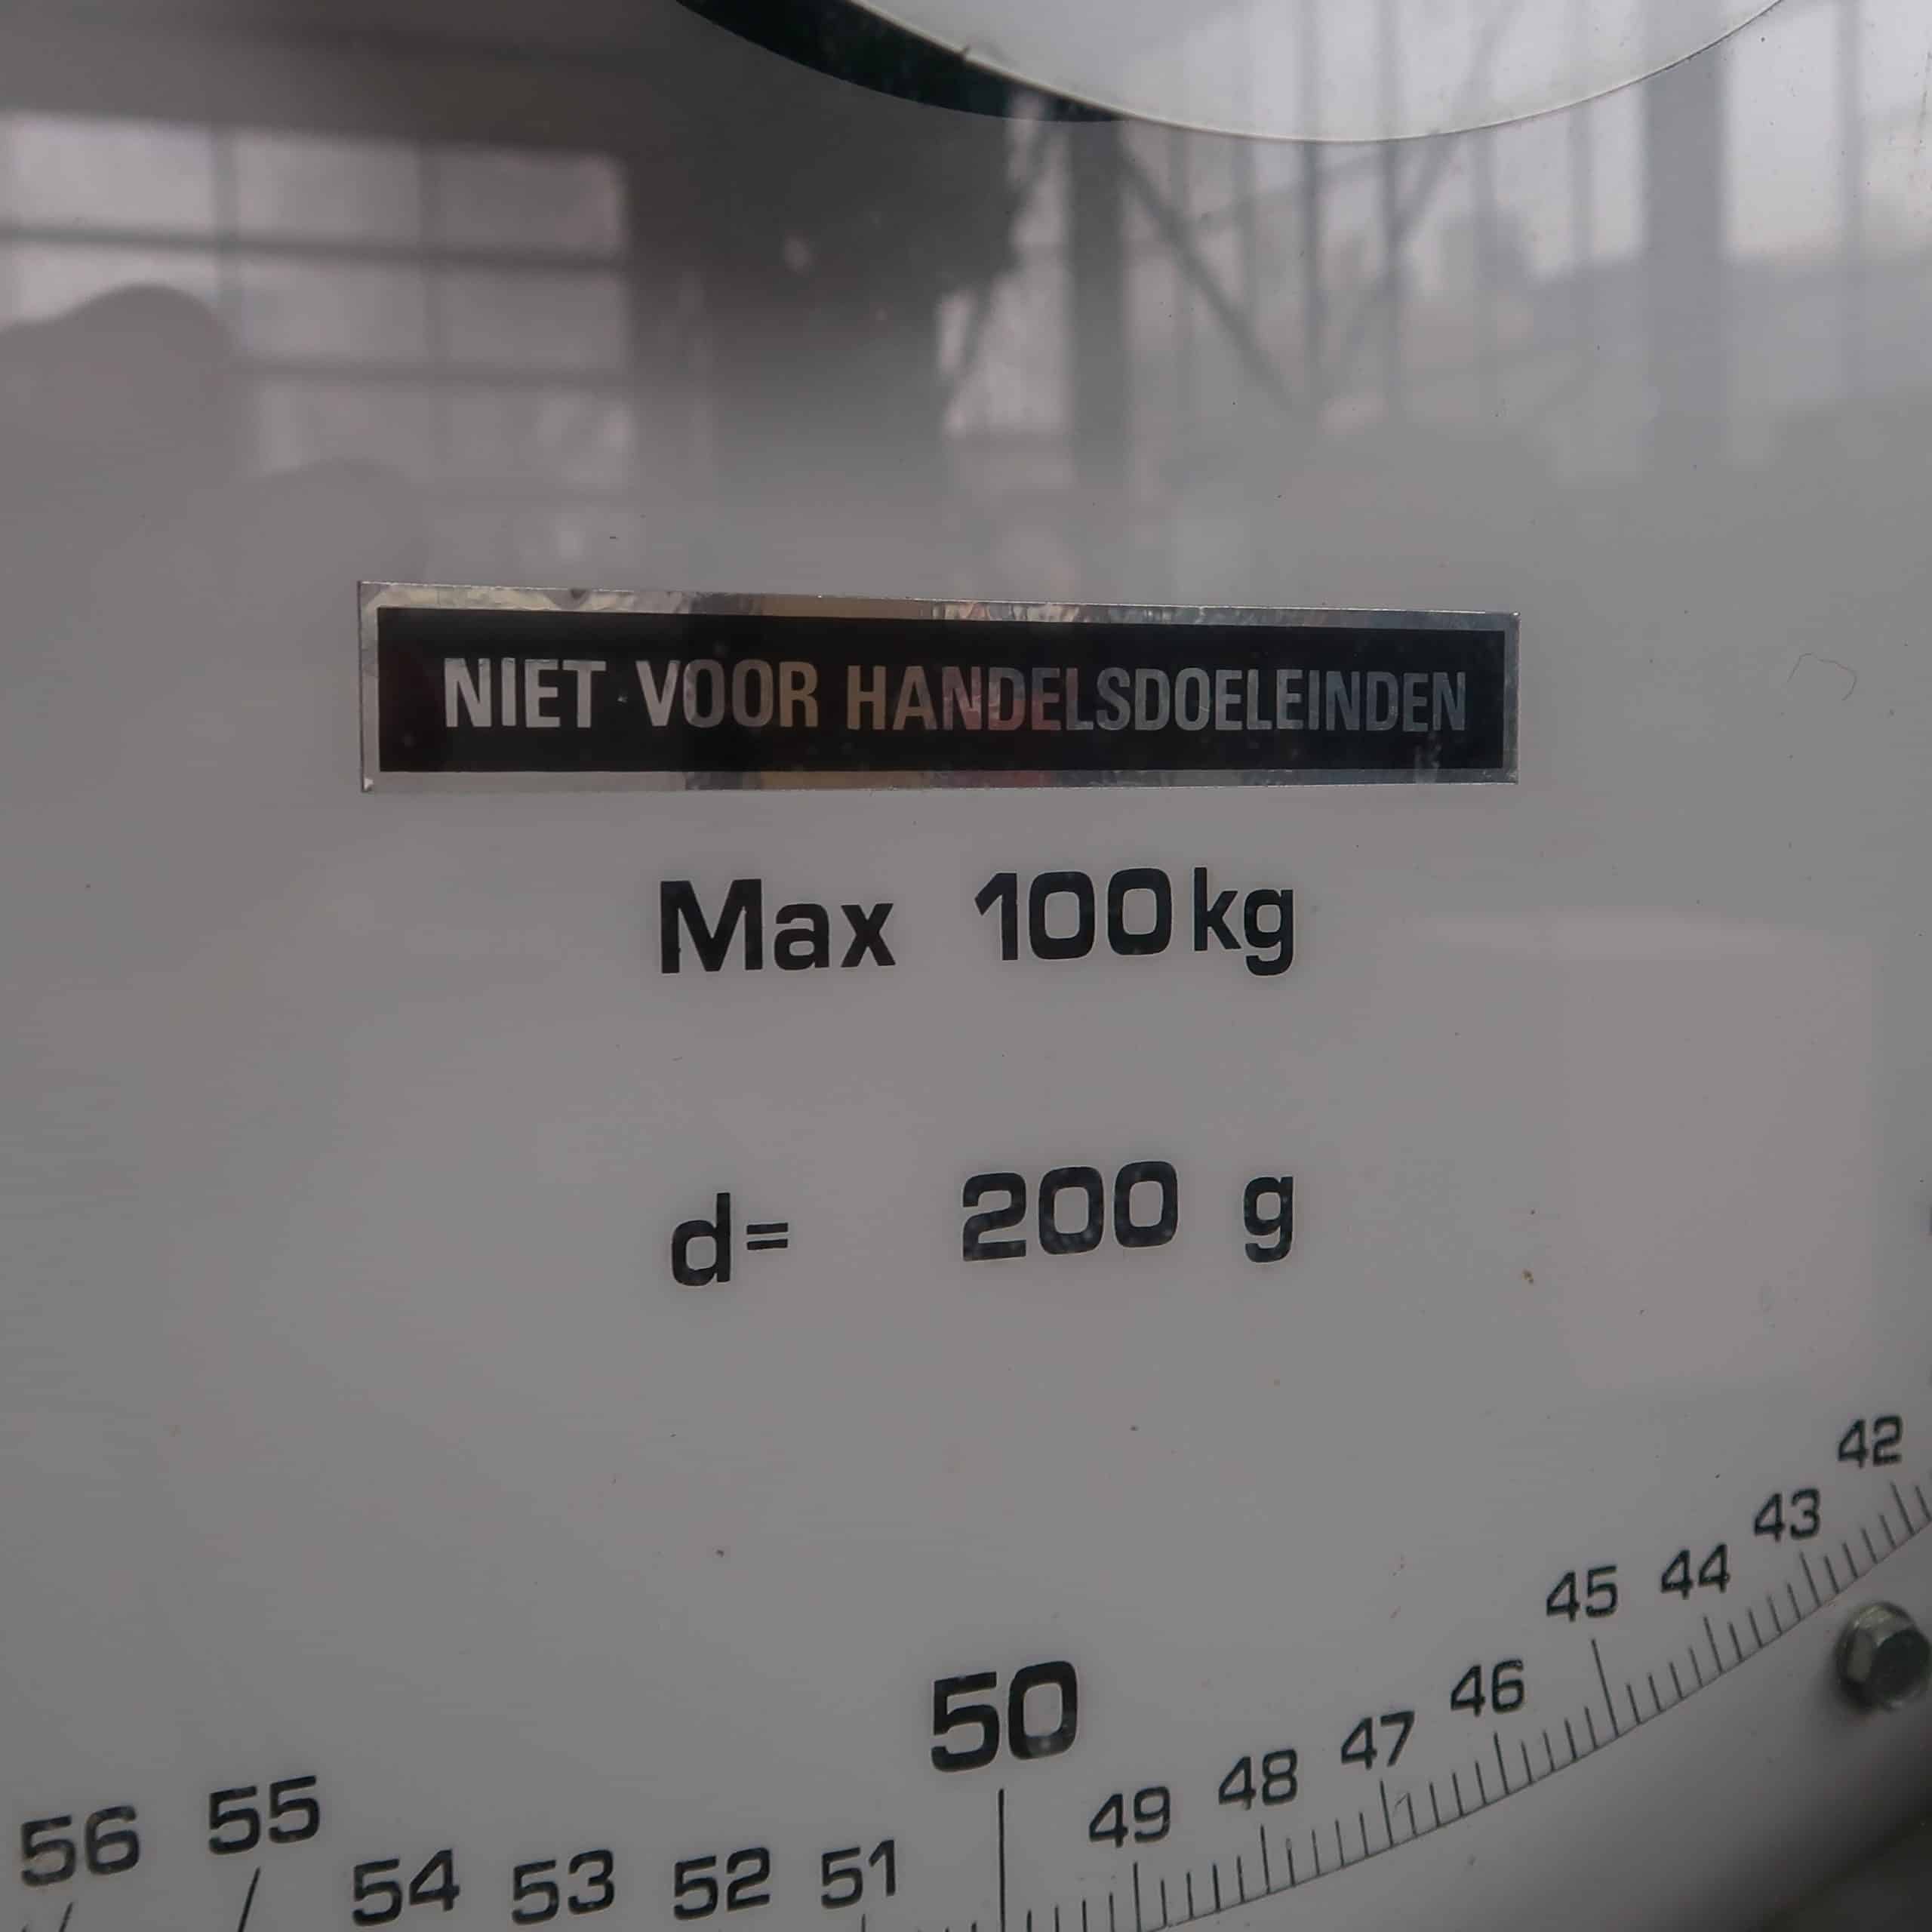 NIET VOOR HANDELSDOELEINDEN
Max 100kg
d= 200 g
56 55 54 53 52 51 50 49 48 47 46 45 44 43 42